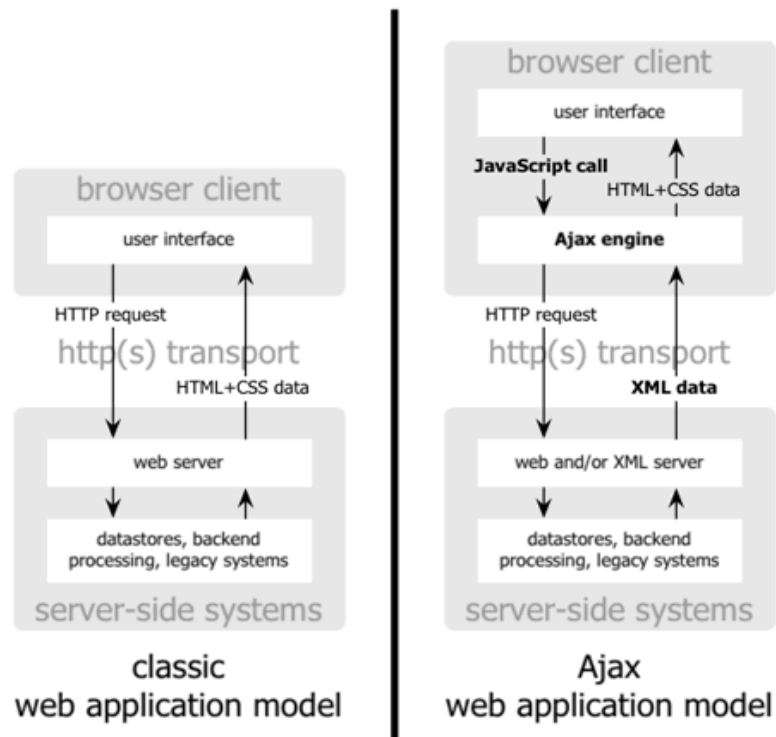 browser client
user interface
HTTP request
http(s) transport
HTML+CSS data
web server
datastores, backend
processing, legacy systems
server-side systems
classic
web application model
browser client
user interface
JavaScript call
HTML+CSS data
Ajax engine
HTTP request
http(s) transport
XML data
web and/or XML server
datastores, backend
processing, legacy systems
server-side systems
Ajax
web application model